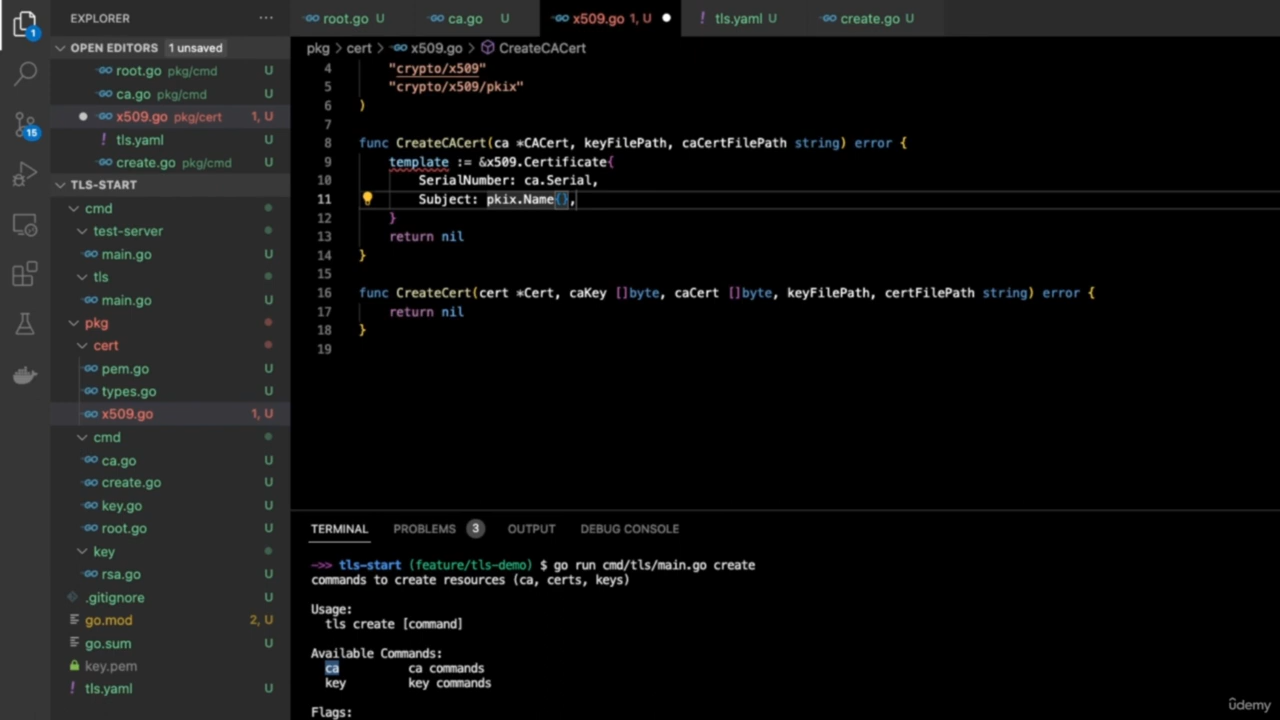 EXPLORER
root.go U
ca.go U
x509.go 1, U
tls.yaml U
create.go U
1
OPEN EDITORS 1 unsaved
pkg > cert > x509.go > CreateCACert
root.go pkg/cmd U
ca.go pkg/cmd U
x509.go pkg/cert 1, U
tls.yaml U
create.go pkg/cmd U
15
TLS-START
cmd
test-server
main.go U
tls
main.go U
pkg
cert
pem.go U
types.go U
x509.go 1, U
cmd
ca.go U
create.go U
key.go U
root.go U
key
rsa.go U
.gitignore U
go.mod 2, U
go.sum U
key.pem
tls.yaml U
4 "crypto/x509"
5 "crypto/x509/pkix"
6 )
7
8 func CreateCACert(ca *CACert, keyFilePath, caCertFilePath string) error {
9 template := &x509.Certificate{
10 SerialNumber: ca.Serial,
11 Subject: pkix.Name{},
12 }
13 return nil
14 }
15
16 func CreateCert(cert *Cert, caKey []byte, caCert []byte, keyFilePath, certFilePath string) error {
17 return nil
18 }
19
TERMINAL PROBLEMS 3 OUTPUT DEBUG CONSOLE
->>> tls-start (feature/tls-demo) $ go run cmd/tls/main.go create
commands to create resources (ca, certs, keys)
Usage:
tls create [command]
Available Commands:
ca ca commands
key key commands
Flags:
ûdemy